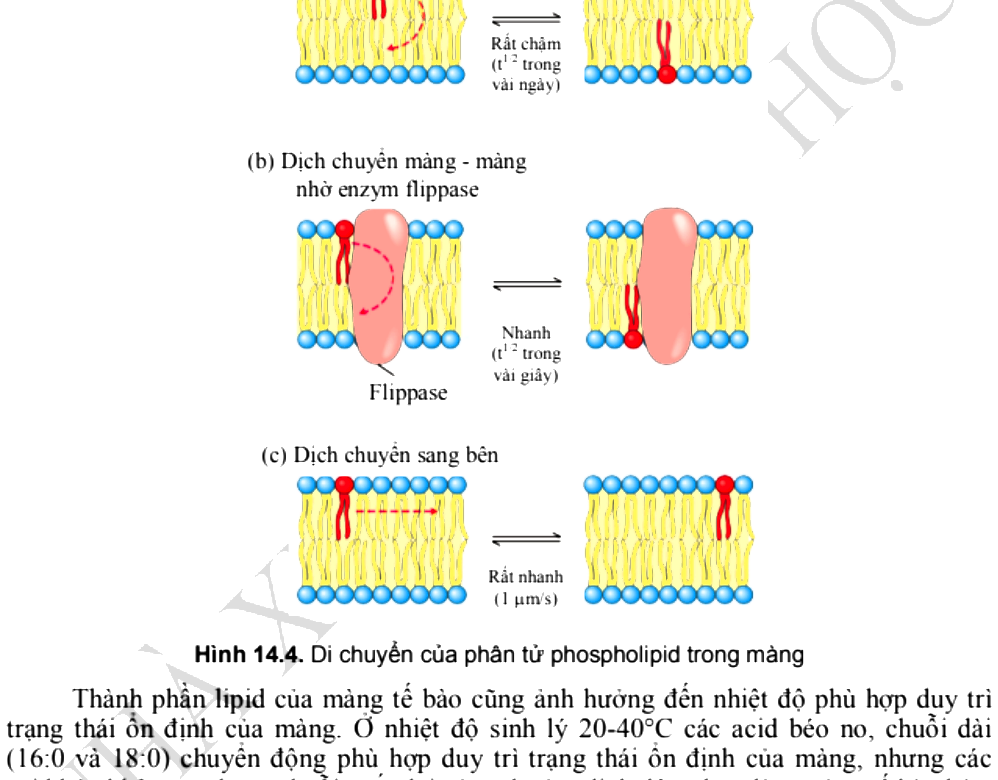 Rất chậm
(t1 2 trong
vài ngày)
HỌC
(b) Dịch chuyển màng - màng
nhờ enzym flippase
Nhanh
(t1 2 trong
vài giây)
Flippase
(c) Dịch chuyển sang bên
Rất nhanh
(1 µm/s)
HÀ X
Hình 14.4. Di chuyển của phân tử phospholipid trong màng
Thành phần lipid của màng tế bào cũng ảnh hưởng đến nhiệt độ phù hợp duy trì
trạng thái ổn định của màng. Ở nhiệt độ sinh lý 20-40°C các acid béo no, chuỗi dài
(16:0 và 18:0) chuyển động phù hợp duy trì trạng thái ổn định của màng, nhưng các